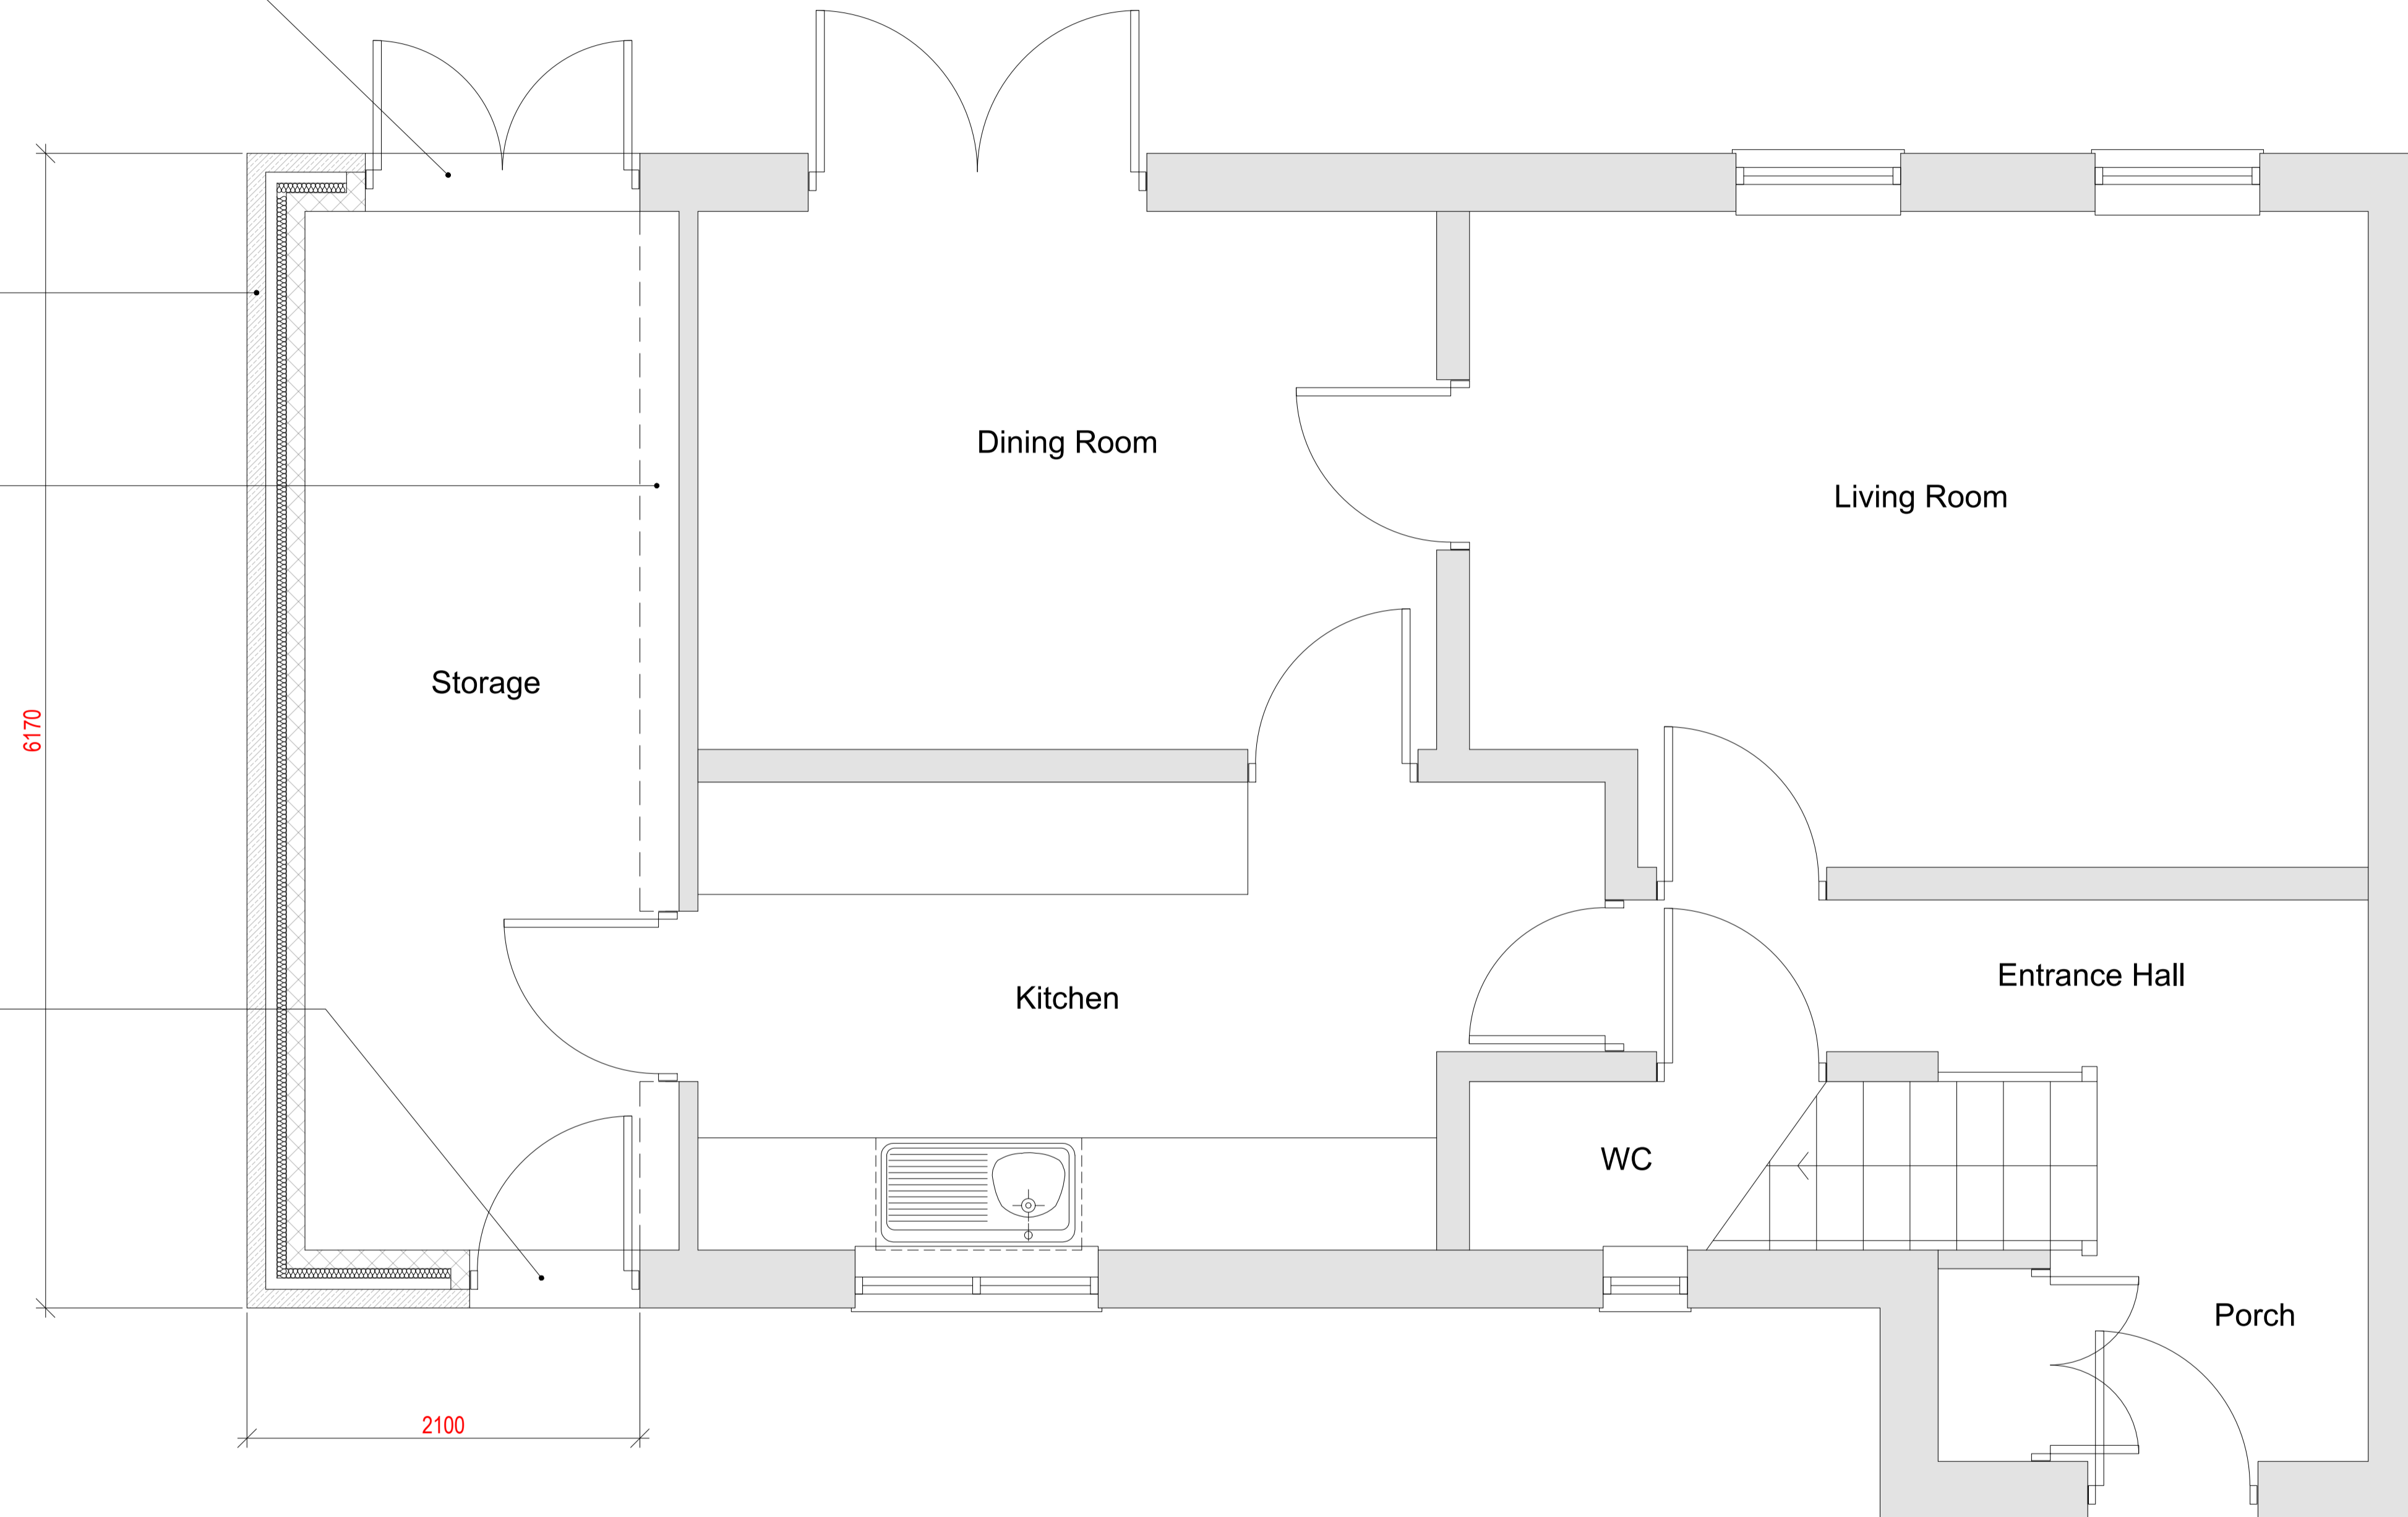 Dining Room
Living Room
Storage
6170
Kitchen
Entrance Hall
WC
Porch
2100